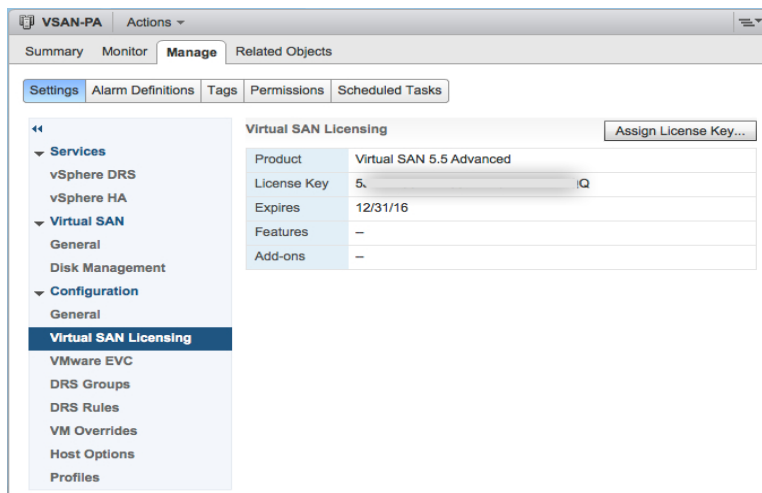 VSAN-PA Actions
Summary Monitor Manage Related Objects
Settings Alarm Definitions Tags Permissions Scheduled Tasks
Services
vSphere DRS
vSphere HA
Virtual SAN
General
Disk Management
Configuration
General
Virtual SAN Licensing
VMware EVC
DRS Groups
DRS Rules
VM Overrides
Host Options
Profiles
Virtual SAN Licensing Assign License Key...
Product Virtual SAN 5.5 Advanced
License Key
Expires 12/31/16
Features --
Add-ons --